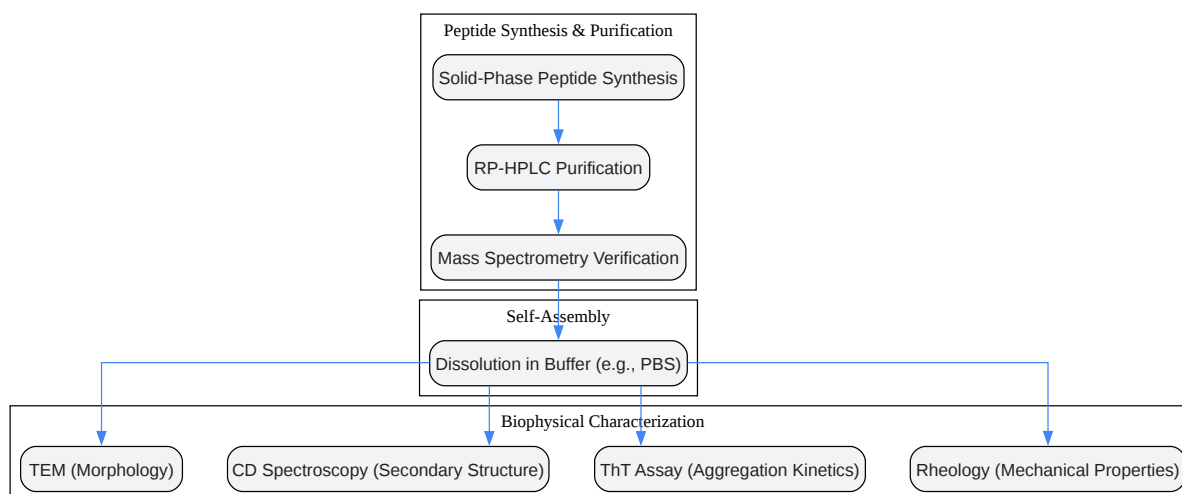 Peptide Synthesis & Purification
Solid-Phase Peptide Synthesis
RP-HPLC Purification
Mass Spectrometry Verification
Self-Assembly
Dissolution in Buffer (e.g., PBS)
Biophysical Characterization
TEM (Morphology)
CD Spectroscopy (Secondary Structure)
ThT Assay (Aggregation Kinetics)
Rheology (Mechanical Properties)